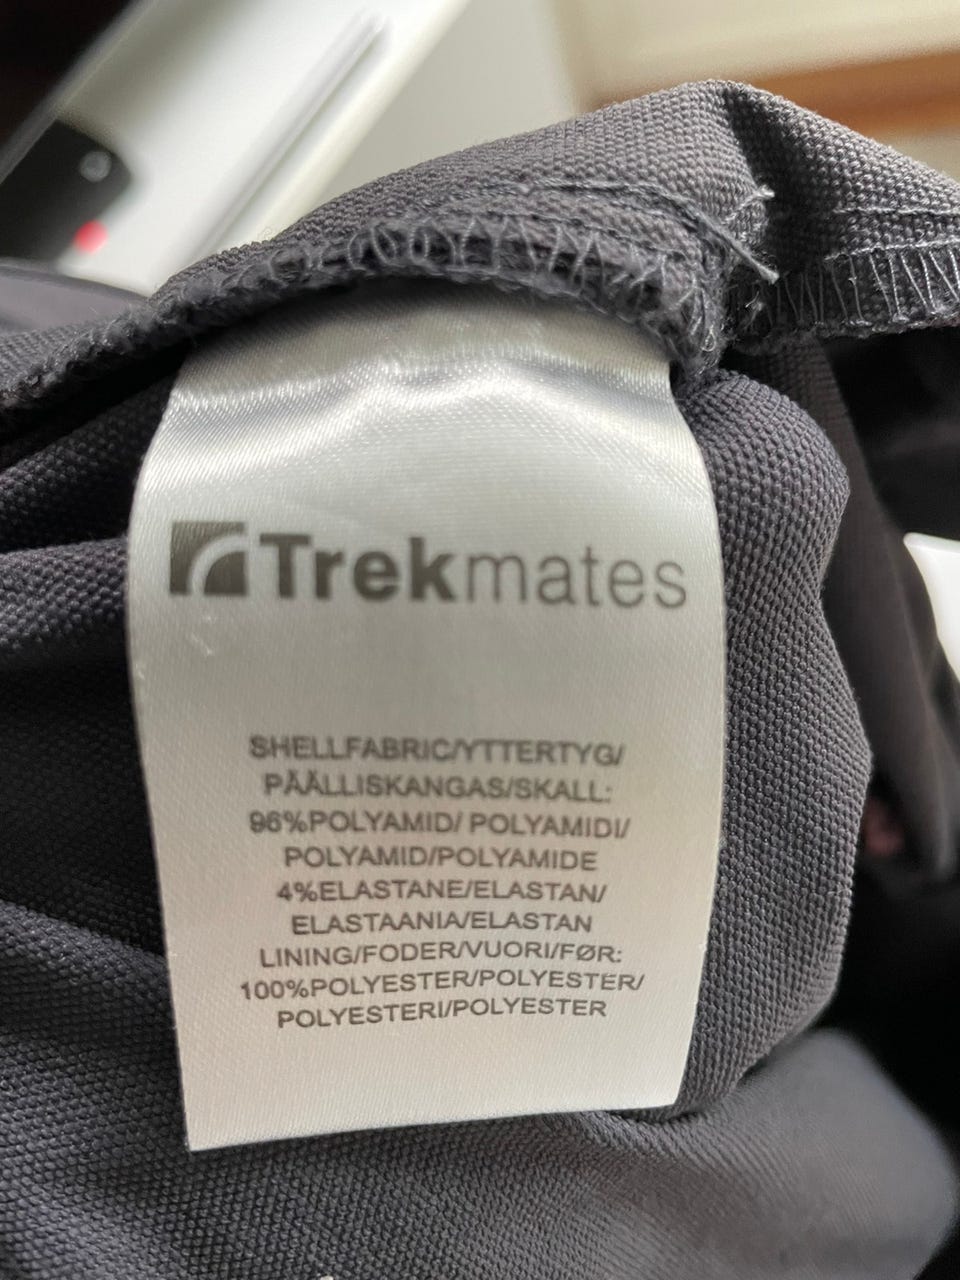 Trekmates
SHELLFABRIC/YTTERTYG/
PÄÄLLISKANGAS/SKALL:
96%POLYAMID/ POLYAMIDI/
POLYAMID/POLYAMIDE
4%ELASTANE/ELASTAN/
ELASTAANIA/ELASTAN
LINING/FODER/VUORI/FØR:
100%POLYESTER/POLYESTER/
POLYESTERI/POLYESTER